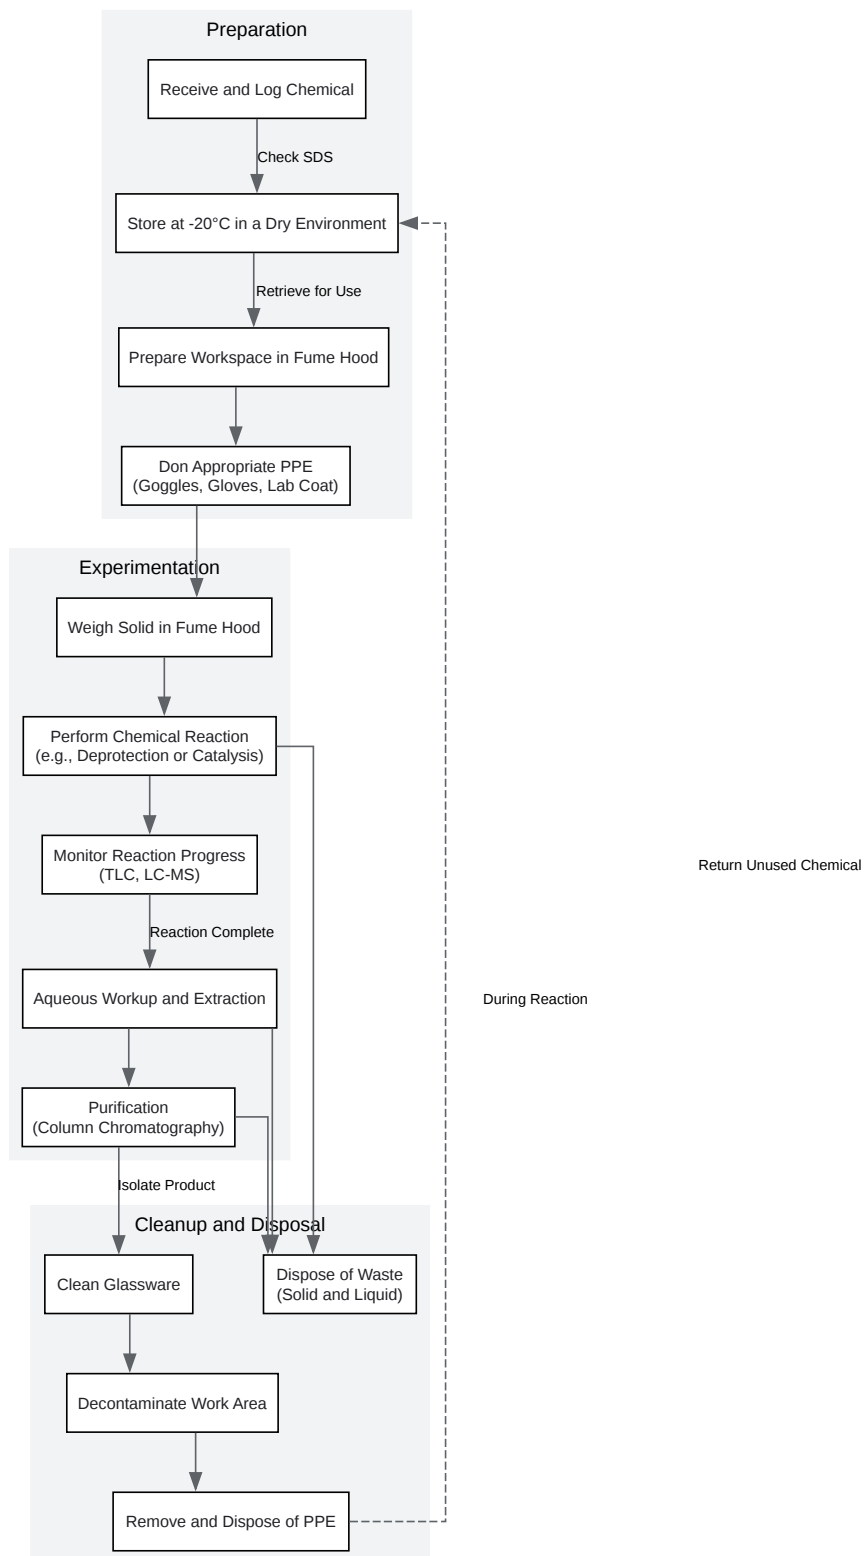 Preparation
Receive and Log Chemical
Check SDS
Store at -20°C in a Dry Environment
Retrieve for Use
Prepare Workspace in Fume Hood
Don Appropriate PPE
(Goggles, Gloves, Lab Coat)
Experimentation
Weigh Solid in Fume Hood
Perform Chemical Reaction
(e.g., Deprotection or Catalysis)
Monitor Reaction Progress
(TLC, LC-MS)
Return Unused Chemical
Reaction Complete
Aqueous Workup and Extraction
During Reaction
Purification
(Column Chromatography)
Isolate Product
Cleanup and Disposal
Clean Glassware
Dispose of Waste
(Solid and Liquid)
Decontaminate Work Area
Remove and Dispose of PPE